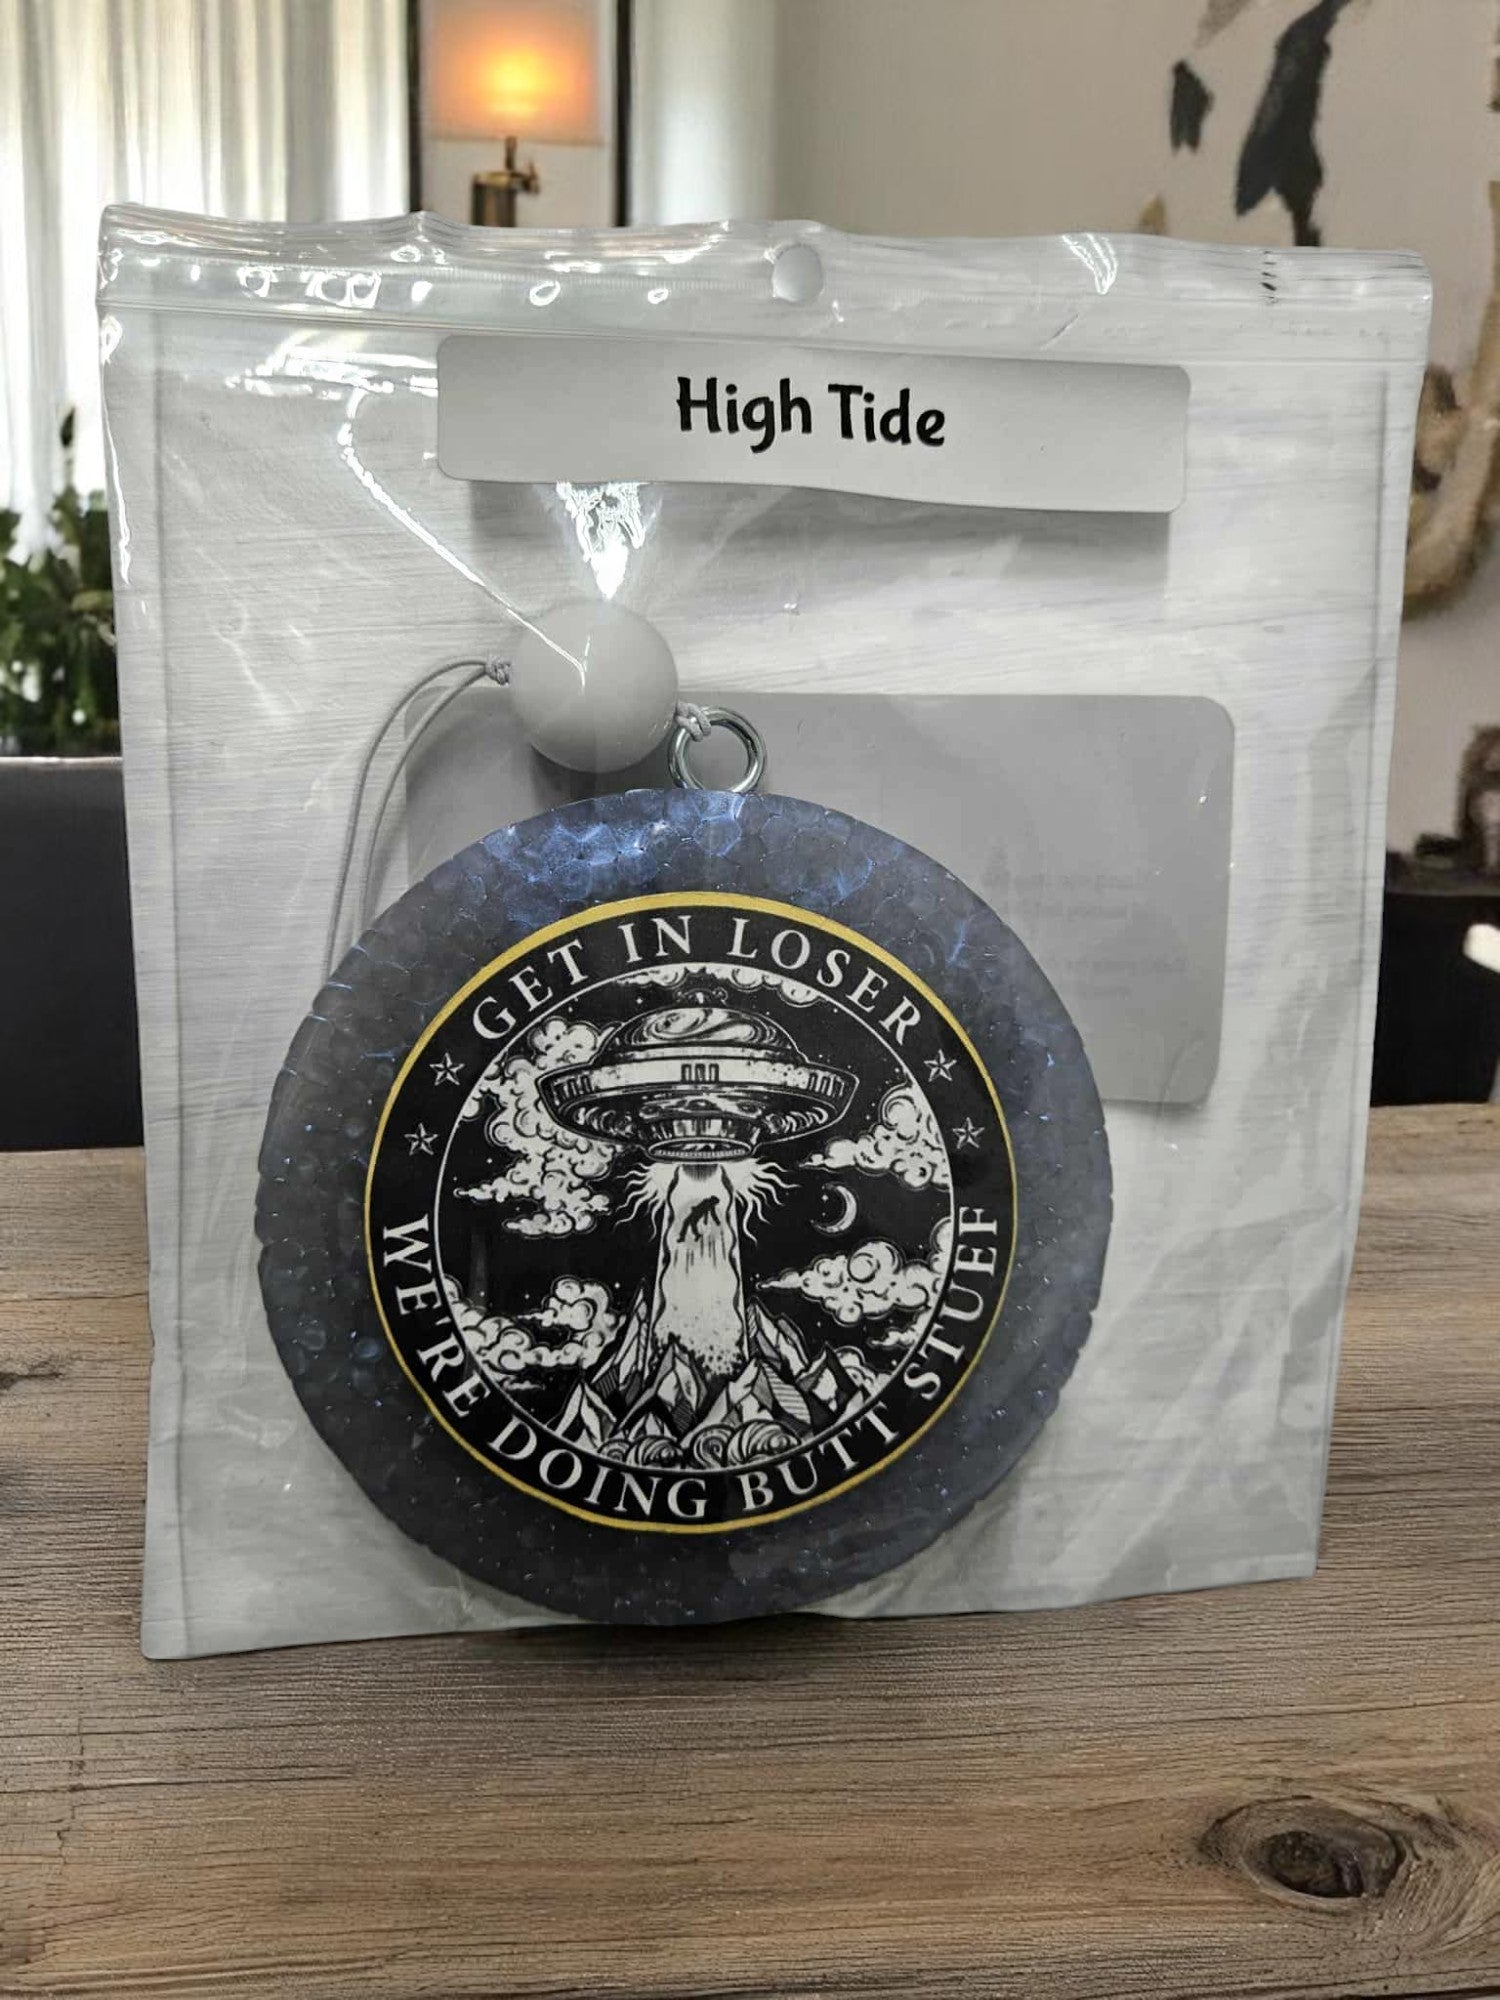 High Tide
GET IN LOSER
WE'RE DOING BUTT STUFF